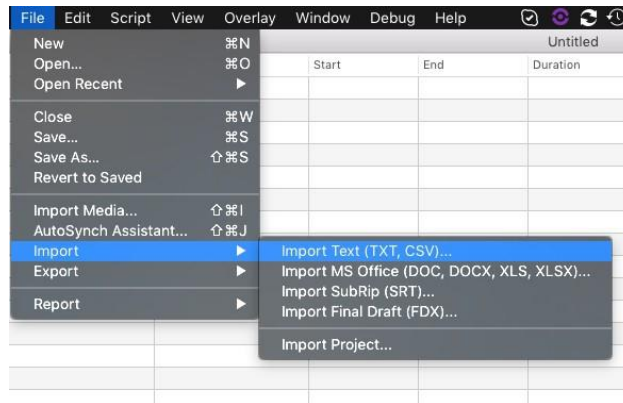 File Edit Script View Overlay Window Debug Help
Untitled
Start End Duration
New ⌘N
Open... ⌘O
Open Recent ▶
Close ⌘W
Save... ⌘S
Save As... ⇧⌘S
Revert to Saved
Import Media... ⇧⌘I
AutoSynch Assistant... ⇧⌘J
Import ▶
Export ▶
Report ▶
Import Text (TXT, CSV)...
Import MS Office (DOC, DOCX, XLS, XLSX)...
Import SubRip (SRT)...
Import Final Draft (FDX)...
Import Project...